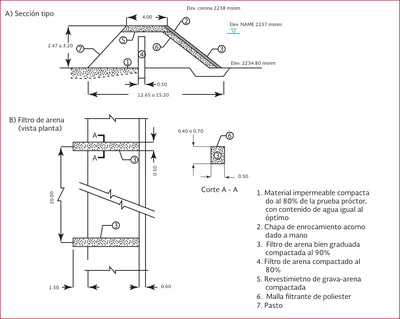 A) Sección tipo
Elev. corona 2238 msnm
4.00
2
Elev. NAME 2237 msnm
2.47 a 3.20
7
5
6
4
3
1
Elev. 2234.80 msnm
0.50
12.65 o 15.20
B) Filtro de arena
(vista planta)
A
A
3
0.50
20.00
3
1.50
0.60
0.40 o 0.70
6
3
0.50
Corte A - A
1. Material impermeable compacta
do al 80% de la prueba próctor,
con contenido de agua igual al
óptimo
2. Chapa de enrocamiento acomo
dado a mano
3. Filtro de arena bien graduada
compactada al 90%
4. Filtro de arena compactado al
80%
5. Revestimietno de grava-arena
compactada
6. Malla filtrante de poliester
7. Pasto